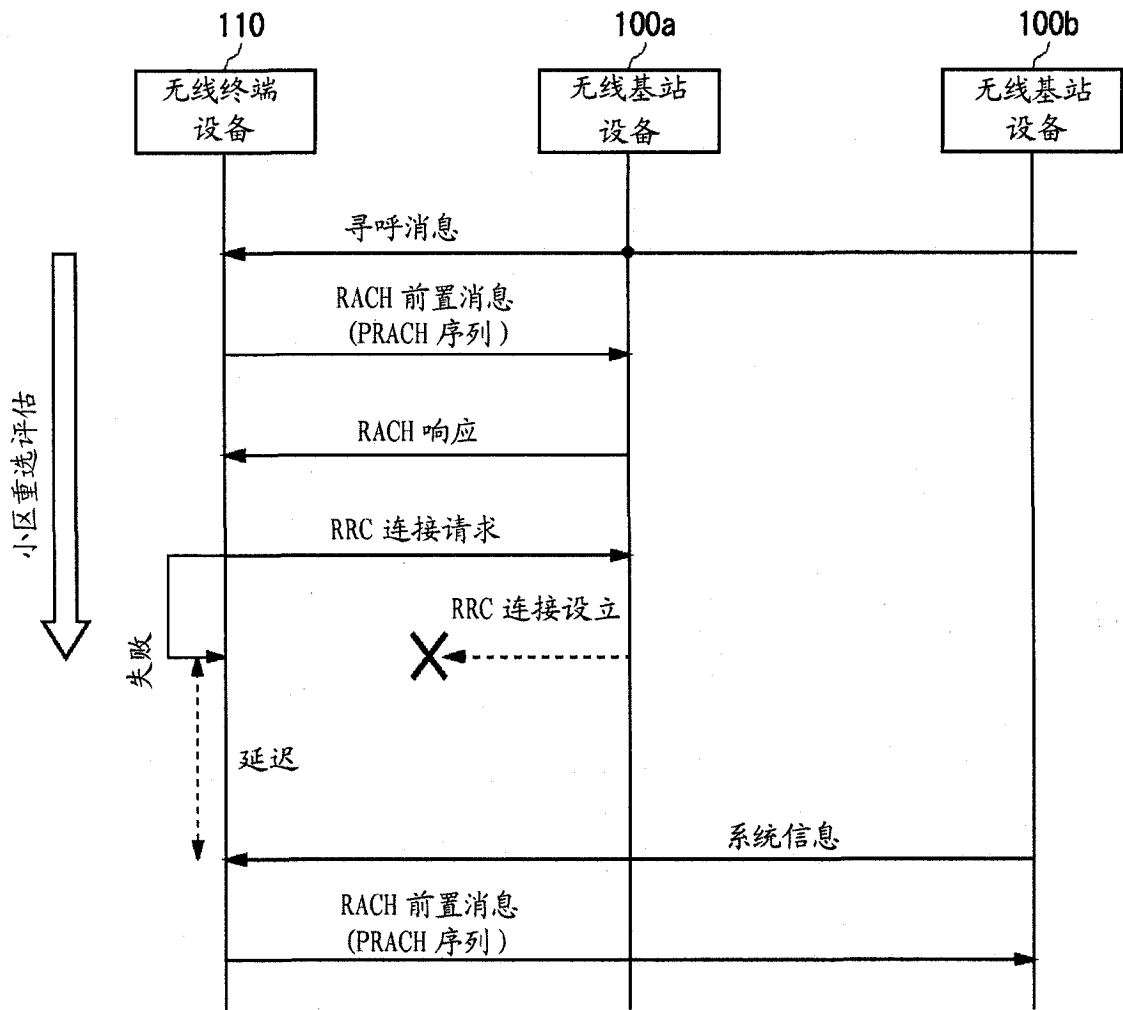 110
100a
100b
无线终端
设备
无线基站
设备
无线基站
设备
寻呼消息
RACH 前置消息
(PRACH 序列)
RACH 响应
小区重选评估
RRC 连接请求
RRC 连接设立
失败
延迟
系统信息
RACH 前置消息
(PRACH 序列)